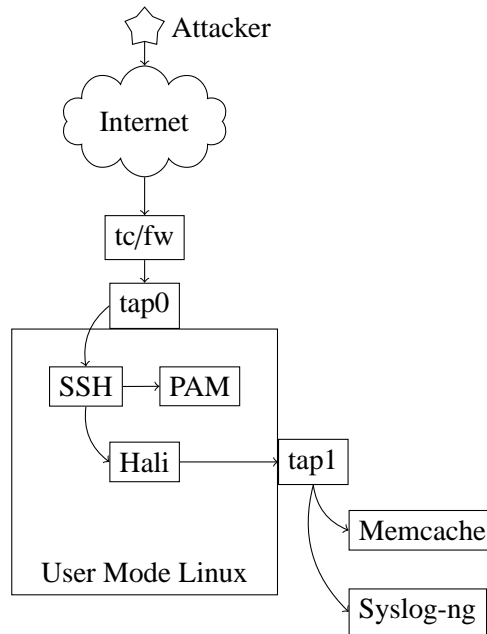 Attacker
Internet
tc/fw
tap0
SSH
PAM
Hali
tap1
Memcache
User Mode Linux
Syslog-ng